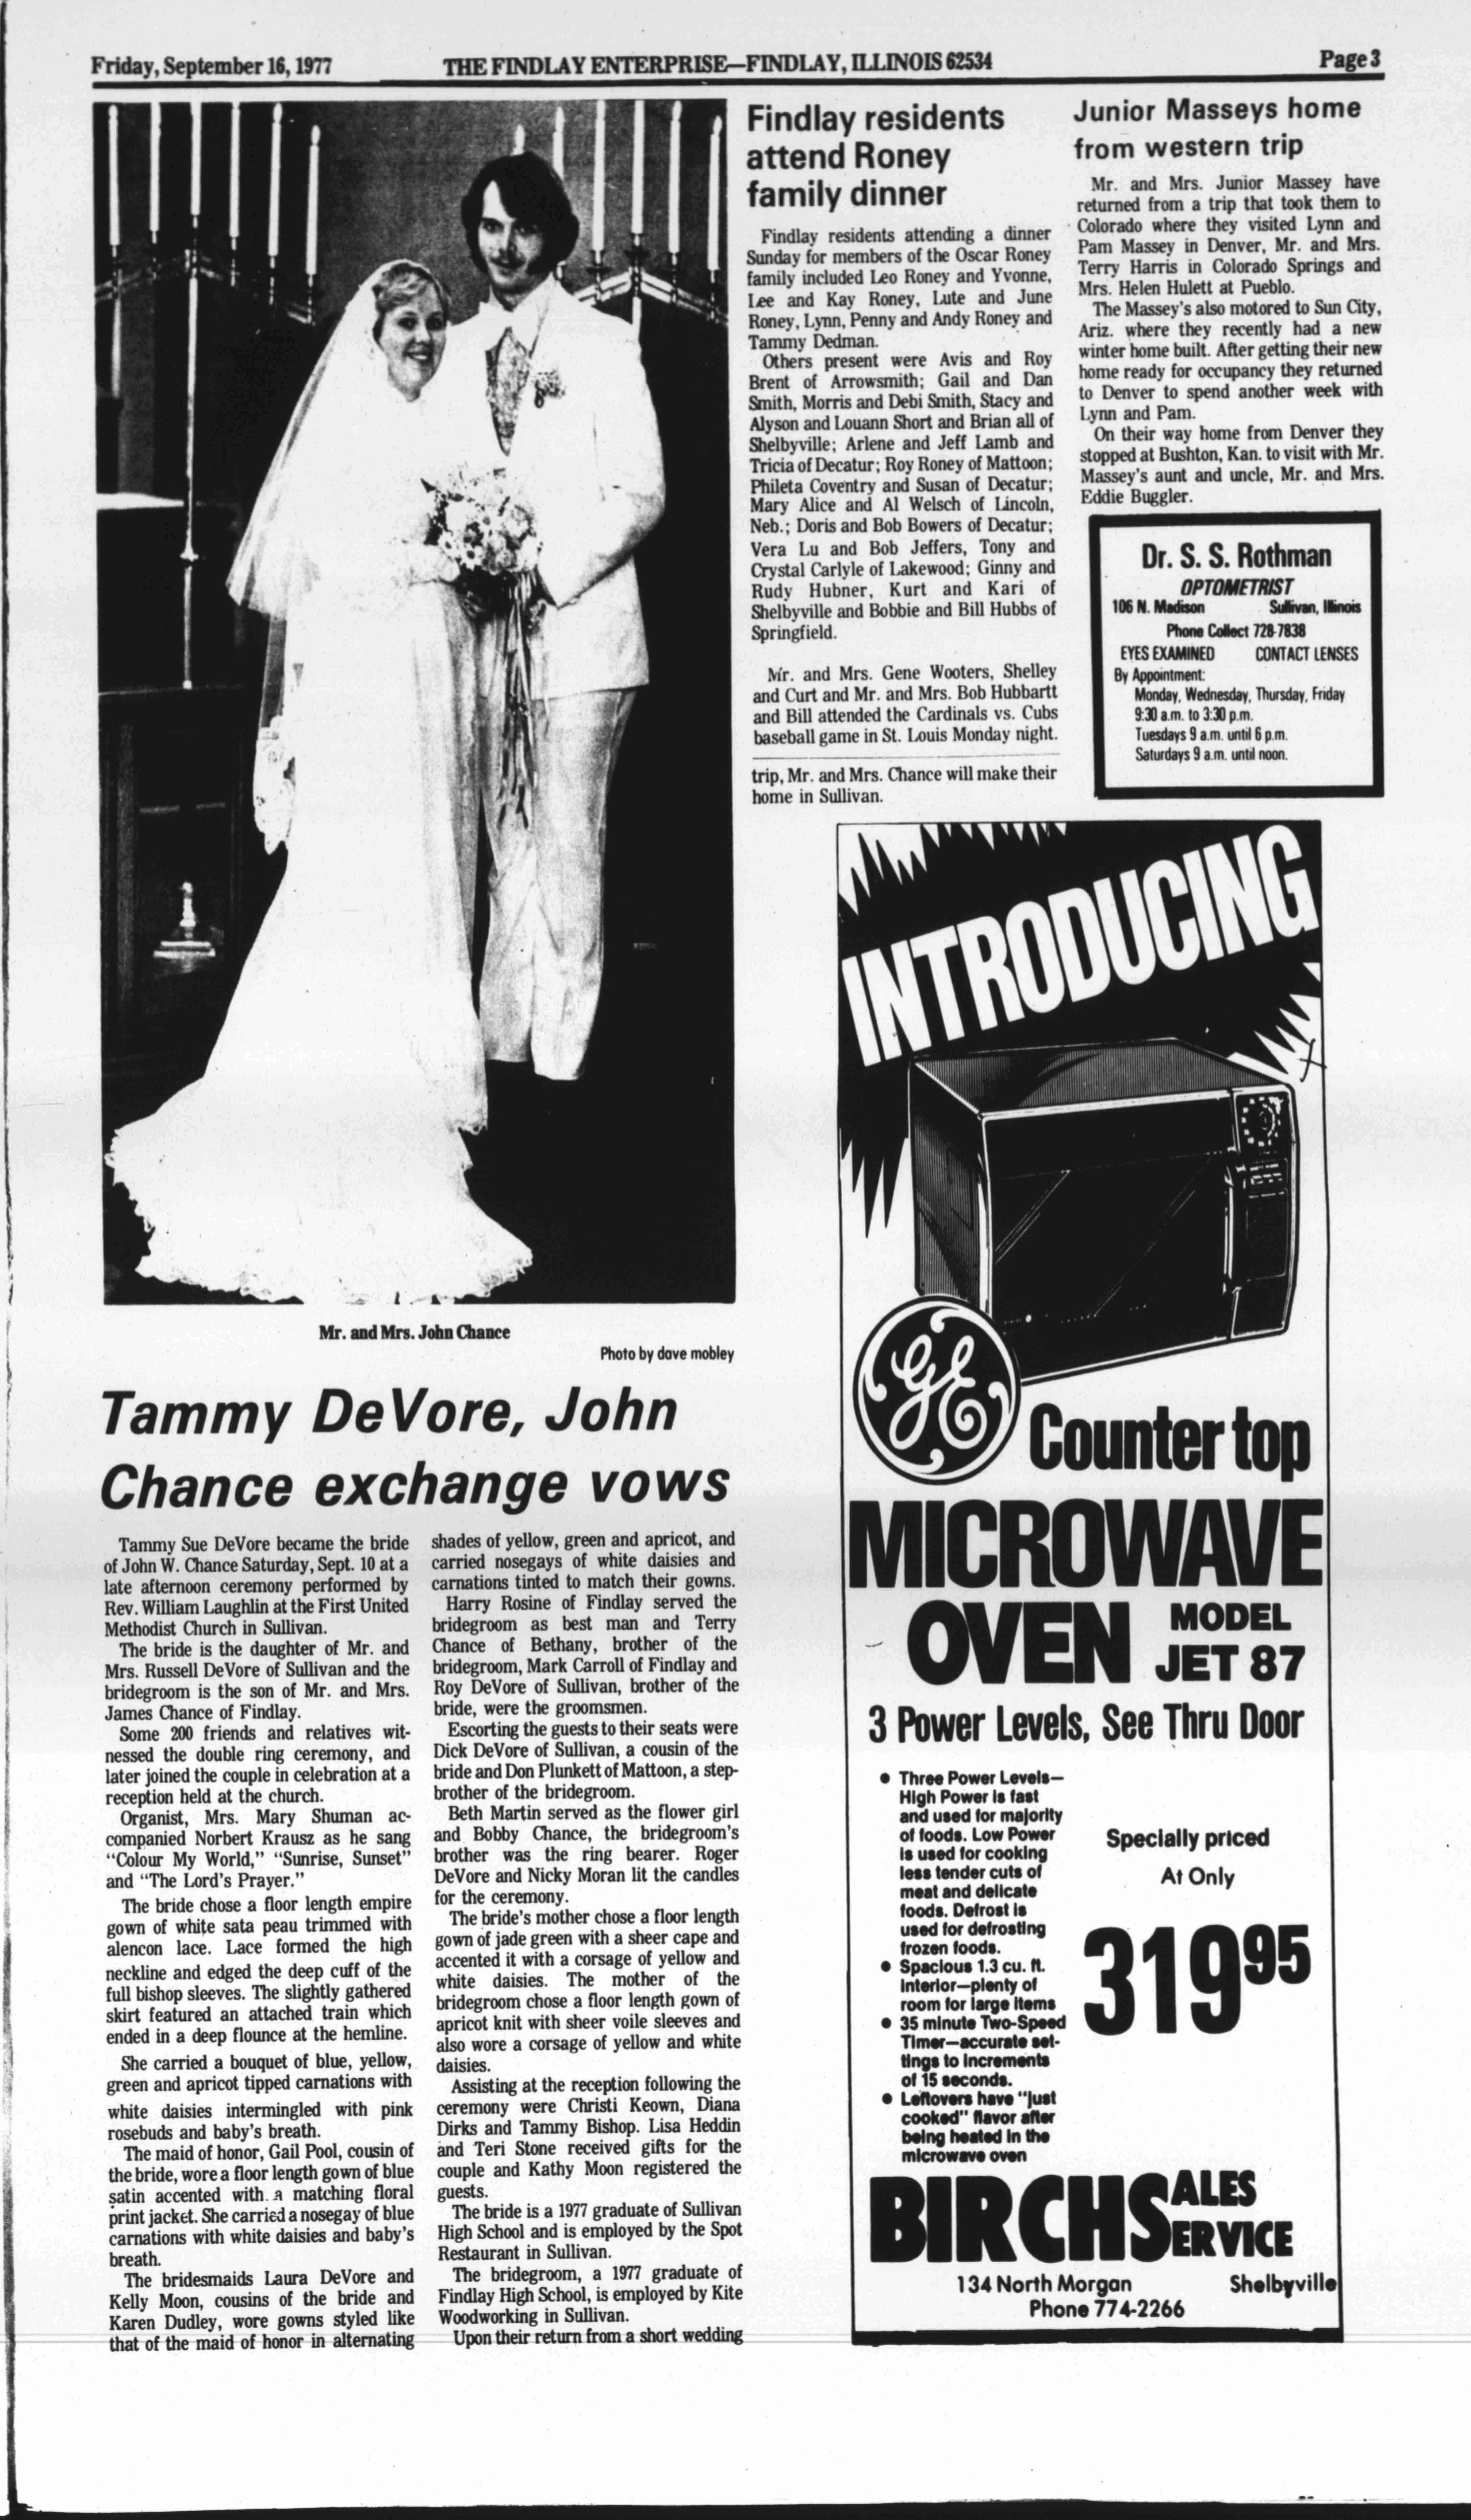 Friday, September 16, 1977
THE FINDLAY ENTERPRISE—FINDLAY, ILLINOIS 62534
Page 3
Mr. and Mrs. John Chance
Photo by dave mobley
Tammy DeVore, John
Chance exchange vows
Tammy Sue DeVore became the bride
of John W. Chance Saturday, Sept. 10 at a
late afternoon ceremony performed by
Rev. William Laughlin at the First United
Methodist Church in Sullivan.
The bride is the daughter of Mr. and
Mrs. Russell DeVore of Sullivan and the
bridegroom is the son of Mr. and Mrs.
James Chance of Findlay.
Some 200 friends and relatives wit-
nessed the double ring ceremony, and
later joined the couple in celebration at a
reception held at the church.
Organist, Mrs. Mary Shuman ac-
companied Norbert Krausz as he sang
"Colour My World," "Sunrise, Sunset"
and "The Lord's Prayer."
The bride chose a floor length empire
gown of white sata peau trimmed with
alencon lace. Lace formed the high
neckline and edged the deep cuff of the
full bishop sleeves. The slightly gathered
skirt featured an attached train which
ended in a deep flounce at the hemline.
She carried a bouquet of blue, yellow,
green and apricot tipped carnations with
white daisies intermingled with pink
rosebuds and baby's breath.
The maid of honor, Gail Pool, cousin of
the bride, wore a floor length gown of blue
satin accented with a matching floral
print jacket. She carried a nosegay of blue
carnations with white daisies and baby's
breath.
The bridesmaids Laura DeVore and
Kelly Moon, cousins of the bride and
Karen Dudley, wore gowns styled like
that of the maid of honor in alternating
shades of yellow, green and apricot, and
carried nosegays of white daisies and
carnations tinted to match their gowns.
Harry Rosine of Findlay served the
bridegroom as best man and Terry
Chance of Bethany, brother of the
bridegroom, Mark Carroll of Findlay and
Roy DeVore of Sullivan, brother of the
bride, were the groomsmen.
Escorting the guests to their seats were
Dick DeVore of Sullivan, a cousin of the
bride and Don Plunkett of Mattoon, a step-
brother of the bridegroom.
Beth Martin served as the flower girl
and Bobby Chance, the bridegroom's
brother was the ring bearer. Roger
DeVore and Nicky Moran lit the candles
for the ceremony.
The bride's mother chose a floor length
gown of jade green with a sheer cape and
accented it with a corsage of yellow and
white daisies. The mother of the
bridegroom chose a floor length gown of
apricot knit with sheer voile sleeves and
also wore a corsage of yellow and white
daisies.
Assisting at the reception following the
ceremony were Christi Keown, Diana
Dirks and Tammy Bishop. Lisa Heddin
and Teri Stone received gifts for the
couple and Kathy Moon registered the
guests.
The bride is a 1977 graduate of Sullivan
High School and is employed by the Spot
Restaurant in Sullivan.
The bridegroom, a 1977 graduate of
Findlay High School, is employed by Kite
Woodworking in Sullivan.
Upon their return from a short wedding
trip, Mr. and Mrs. Chance will make their
home in Sullivan.
Findlay residents
attend Roney
family dinner
Findlay residents attending a dinner
Sunday for members of the Oscar Roney
family included Leo Roney and Yvonne,
Lee and Kay Roney, Lute and June
Roney, Lynn, Penny and Andy Roney and
Tammy Dedman.
Others present were Avis and Roy
Brent of Arrowsmith; Gail and Dan
Smith, Morris and Debi Smith, Stacy and
Alyson and Louann Short and Brian all of
Shelbyville; Arlene and Jeff Lamb and
Tricia of Decatur; Roy Roney of Mattoon;
Phileta Coventry and Susan of Decatur;
Mary Alice and Al Welsch of Lincoln,
Neb.; Doris and Bob Bowers of Decatur;
Vera Lu and Bob Jeffers, Tony and
Crystal Carlyle of Lakewood; Ginny and
Rudy Hubner, Kurt and Kari of
Shelbyville and Bobbie and Bill Hubbs of
Springfield.
Mr. and Mrs. Gene Wooters, Shelley
and Curt and Mr. and Mrs. Bob Hubbartt
and Bill attended the Cardinals vs. Cubs
baseball game in St. Louis Monday night.
Junior Masseys home
from western trip
Mr. and Mrs. Junior Massey have
returned from a trip that took them to
Colorado where they visited Lynn and
Pam Massey in Denver, Mr. and Mrs.
Terry Harris in Colorado Springs and
Mrs. Helen Hulett at Pueblo.
The Massey's also motored to Sun City,
Ariz. where they recently had a new
winter home built. After getting their new
home ready for occupancy they returned
to Denver to spend another week with
Lynn and Pam.
On their way home from Denver they
stopped at Bushton, Kan. to visit with Mr.
Massey's aunt and uncle, Mr. and Mrs.
Eddie Buggler.
Dr. S. S. Rothman
OPTOMETRIST
106 N. Madison Sullivan, Illinois
Phone Collect 728-7838
EYES EXAMINED CONTACT LENSES
By Appointment:
Monday, Wednesday, Thursday, Friday
9:30 a.m. to 3:30 p.m.
Tuesdays 9 a.m. until 6 p.m.
Saturdays 9 a.m. until noon.
INTRODUCING
GE
Counter top
MICROWAVE
OVEN MODEL
JET 87
3 Power Levels, See Thru Door
• Three Power Levels—
High Power is fast
and used for majority
of foods. Low Power
is used for cooking
less tender cuts of
meat and delicate
foods. Defrost is
used for defrosting
frozen foods.
• Spacious 1.3 cu. ft.
Interior—plenty of
room for large items
• 35 minute Two-Speed
Timer—accurate set-
tings to increments
of 15 seconds.
• Leftovers have "just
cooked" flavor after
being heated in the
microwave oven
Specially priced
At Only
319 95
BIRCH SALES
SERVICE
134 North Morgan Shelbyville
Phone 774-2266